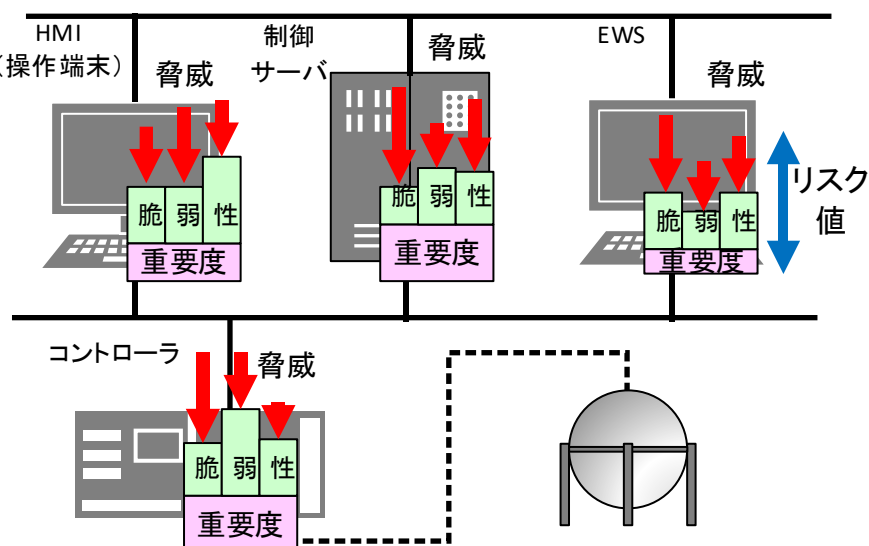 HMI
（操作端末）
脅威
脆 弱 性
重要度
制御
サーバ
脅威
脆 弱 性
重要度
EWS
脅威
脆 弱 性
重要度
リスク
値
コントローラ
脅威
脆 弱 性
重要度